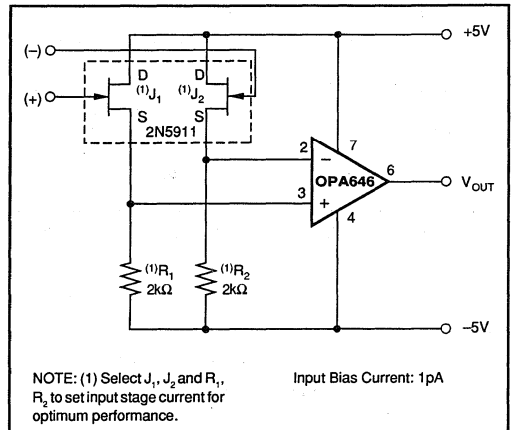 +5V
(–)
D
D
(+)
(1)J1
(1)J2
S
S
2N5911
2
–
7
OPA646
6
VOUT
3
+
4
(1)R1
2kΩ
(1)R2
2kΩ
–5V
NOTE: (1) Select J1, J2 and R1,
R2 to set input stage current for
optimum performance.
Input Bias Current: 1pA